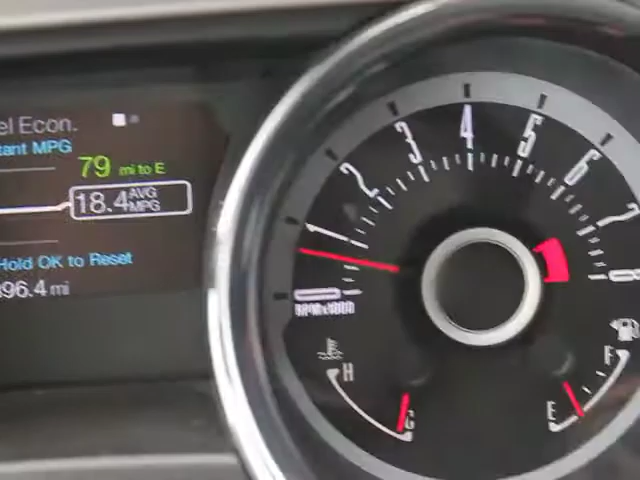 el Econ.
tant MPG
79 mi to E
18.4 AVG MPG
Hold OK to Reset
96.4 mi
1 2 3 4 5 6 7
RPMx1000
H
C
F
E